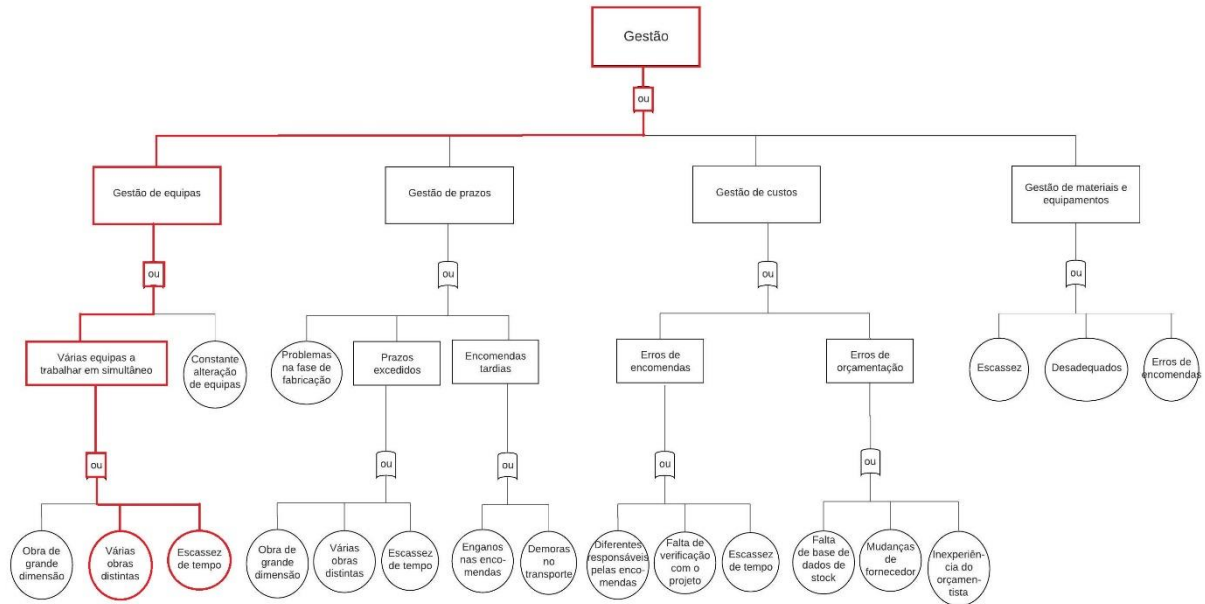 Gestão
ou
Gestão de equipas
Gestão de prazos
Gestão de custos
Gestão de materiais e
equipamentos
ou
ou
ou
ou
Várias equipas a
trabalhar em simultâneo
Constante
alteração
de equipas
Problemas
na fase de
fabricação
Prazos
excedidos
Encomendas
tardias
Erros de
encomendas
Erros de
orçamentação
Escassez
Desadequados
Erros de
encomendas
ou
ou
ou
ou
ou
Obra de
grande
dimensão
Várias
obras
distintas
Escassez
de tempo
Obra de
grande
dimensão
Várias
obras
distintas
Escassez
de tempo
Enganos
nas enco-
mendas
Demoras
no
transporte
Diferentes
responsáveis
pelas enco-
mendas
Falta de
verificação
com o
projeto
Escassez
de tempo
Falta
de base de
dados de
stock
Mudanças
de
fornecedor
Inexperiên-
cia do
orçamen-
tista